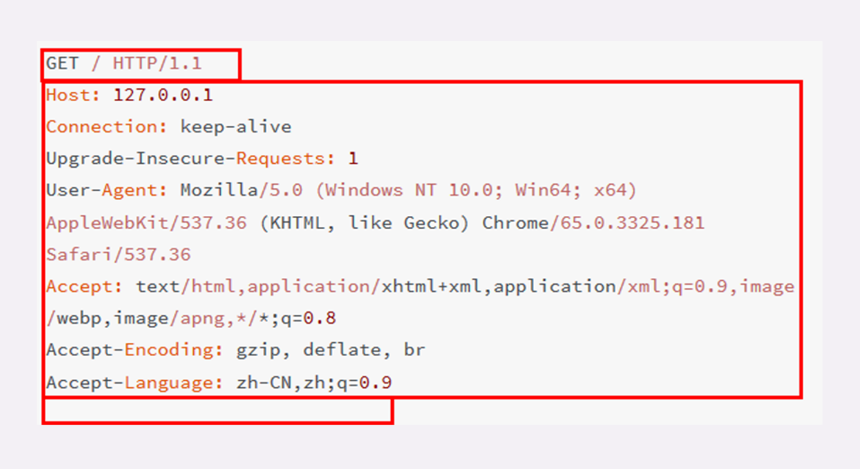 GET / HTTP/1.1
Host: 127.0.0.1
Connection: keep-alive
Upgrade-Insecure-Requests: 1
User-Agent: Mozilla/5.0 (Windows NT 10.0; Win64; x64)
AppleWebKit/537.36 (KHTML, like Gecko) Chrome/65.0.3325.181
Safari/537.36
Accept: text/html,application/xhtml+xml,application/xml;q=0.9,image
/webp,image/apng,*/*;q=0.8
Accept-Encoding: gzip, deflate, br
Accept-Language: zh-CN,zh;q=0.9